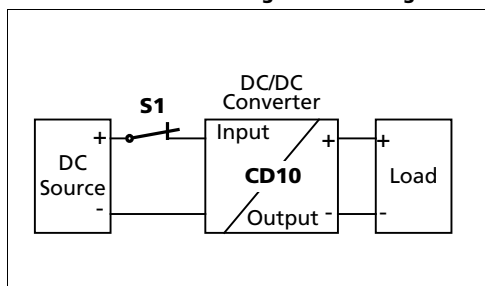 DC/DC
Converter
S1
Input
+
+
+
DC
Source
CD10
Load
-
Output
-
-